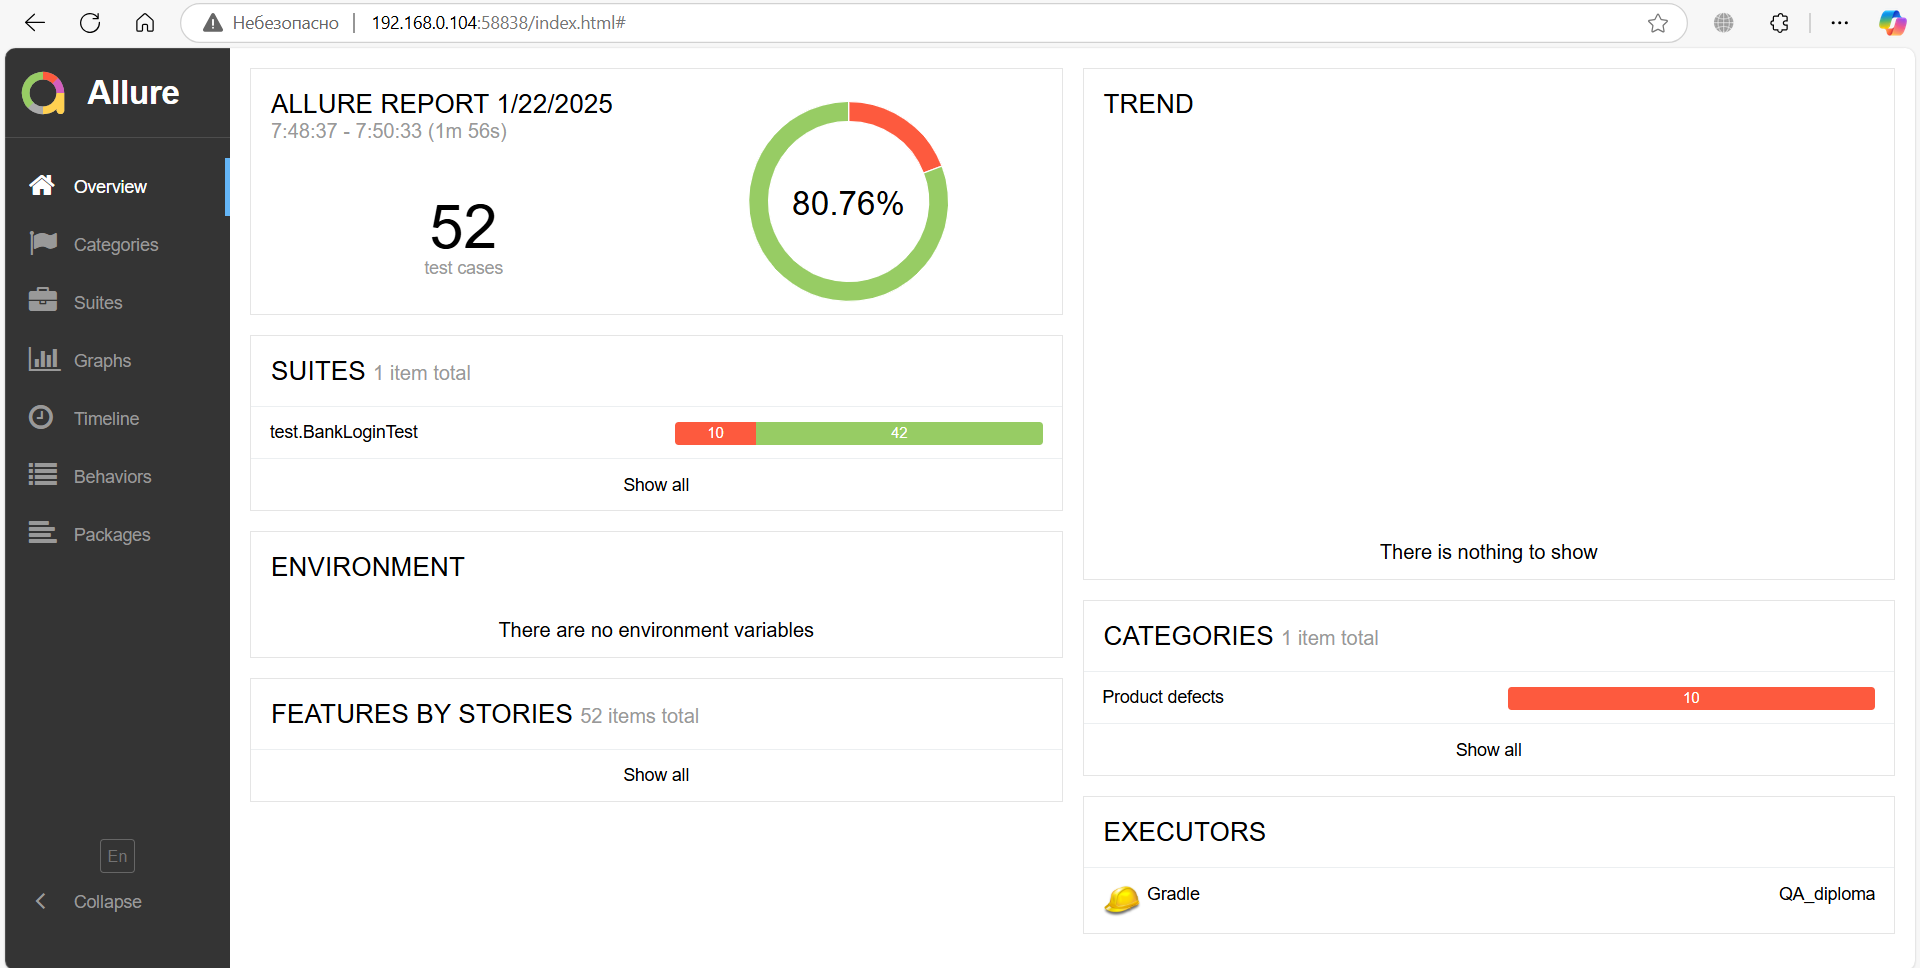 Небезопасно
192.168.0.104:58838/index.html#
Allure
Overview
Categories
Suites
Graphs
Timeline
Behaviors
Packages
En
Collapse
ALLURE REPORT 1/22/2025
7:48:37 - 7:50:33 (1m 56s)
52
test cases
80.76%
SUITES 1 item total
test.BankLoginTest 10 42
Show all
ENVIRONMENT
There are no environment variables
FEATURES BY STORIES 52 items total
Show all
TREND
There is nothing to show
CATEGORIES 1 item total
Product defects 10
Show all
EXECUTORS
Gradle QA_diploma